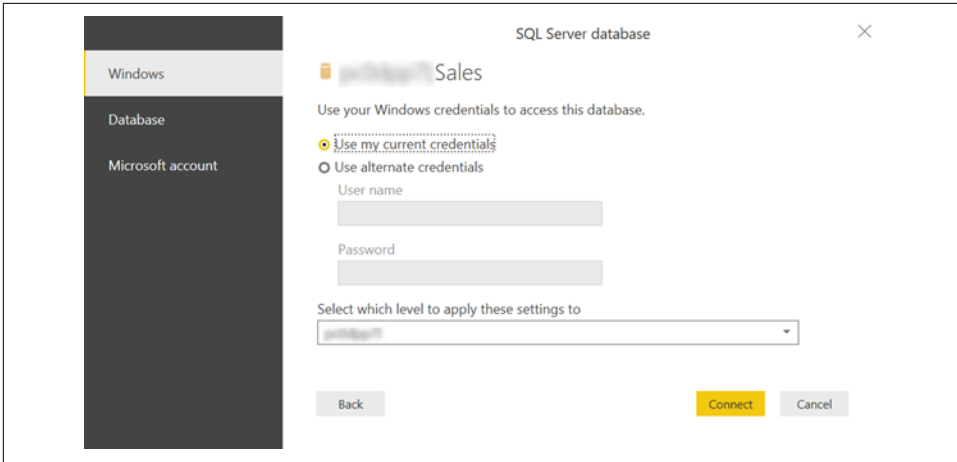 SQL Server database
Windows
Database
Microsoft account
Sales
Use your Windows credentials to access this database.
Use my current credentials
Use alternate credentials
User name
Password
Select which level to apply these settings to
Back
Connect
Cancel